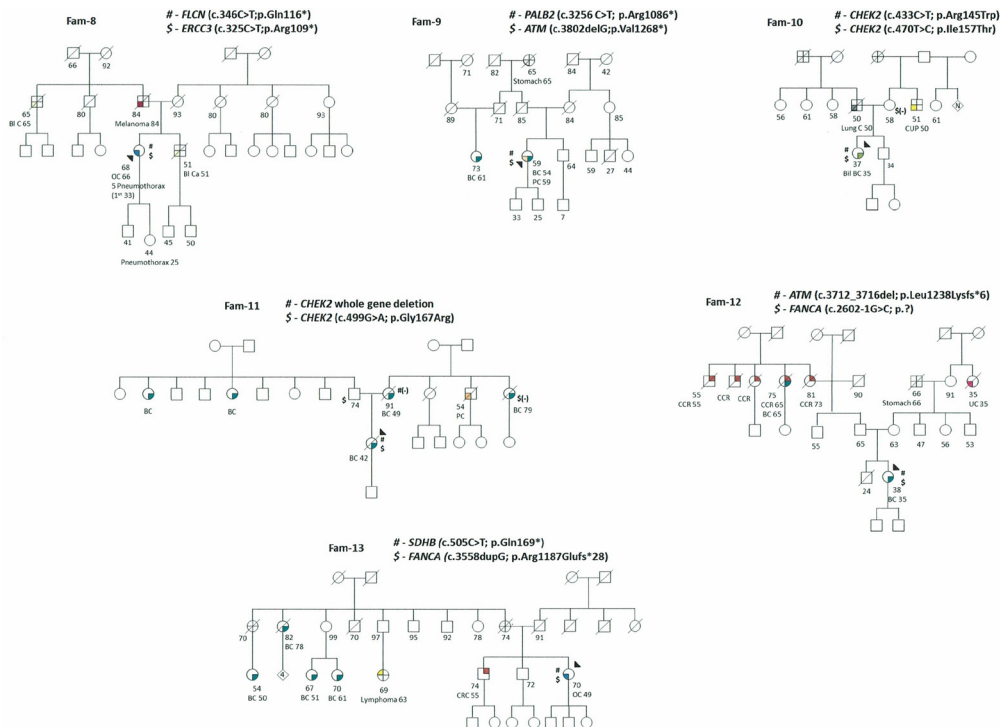 Fam-8
# - FLCN (c.346C>T;p.Gln116*)
$ - ERCC3 (c.325C>T;p.Arg109*)
66 92
65 80 84 93 80 80 93
Bl C 65
Melanoma 84
#
$
68
OC 66
5 Pneumothorax
(1st 33)
51
Bl Ca 51
41 44 45 50
Pneumothorax 25
Fam-9
# - PALB2 (c.3256 C>T; p.Arg1086*)
$ - ATM (c.3802delG;p.Val1268*)
71 82 65 84 42
Stomach 65
89 71 85 84 85
73
BC 61
#
$
59
BC 54
PC 59
64 59 27 44
33 25 7
Fam-10
# - CHEK2 (c.433C>T; p.Arg145Trp)
$ - CHEK2 (c.470T>C; p.Ile157Thr)
56 61 58 50 58 51 61 N
$(-)
Lung C 50
CUP 50
#
$
37
Bil BC 35
34
Fam-11
# - CHEK2 whole gene deletion
$ - CHEK2 (c.499G>A; p.Gly167Arg)
BC BC
$ 74
#(-)
91
BC 49
54
PC
$(-)
BC 79
#
$
BC 42
Fam-12
# - ATM (c.3712_3716del; p.Leu1238Lysfs*6)
$ - FANCA (c.2602-1G>C; p.?)
55
CCR 55
CCR
CCR
75
CCR 65
BC 65
81
CCR 73
90
66
Stomach 66
91
35
UC 35
55 65 63 47 56 53
24
#
$
38
BC 35
Fam-13
# - SDHB (c.505C>T; p.Gln169*)
$ - FANCA (c.3558dupG; p.Arg1187Glufs*28)
70 82 99 70 97 95 92 78 74 91
BC 78
54
BC 50
4
67
BC 51
70
BC 61
69
Lymphoma 63
74
CRC 55
72
#
$
70
OC 49